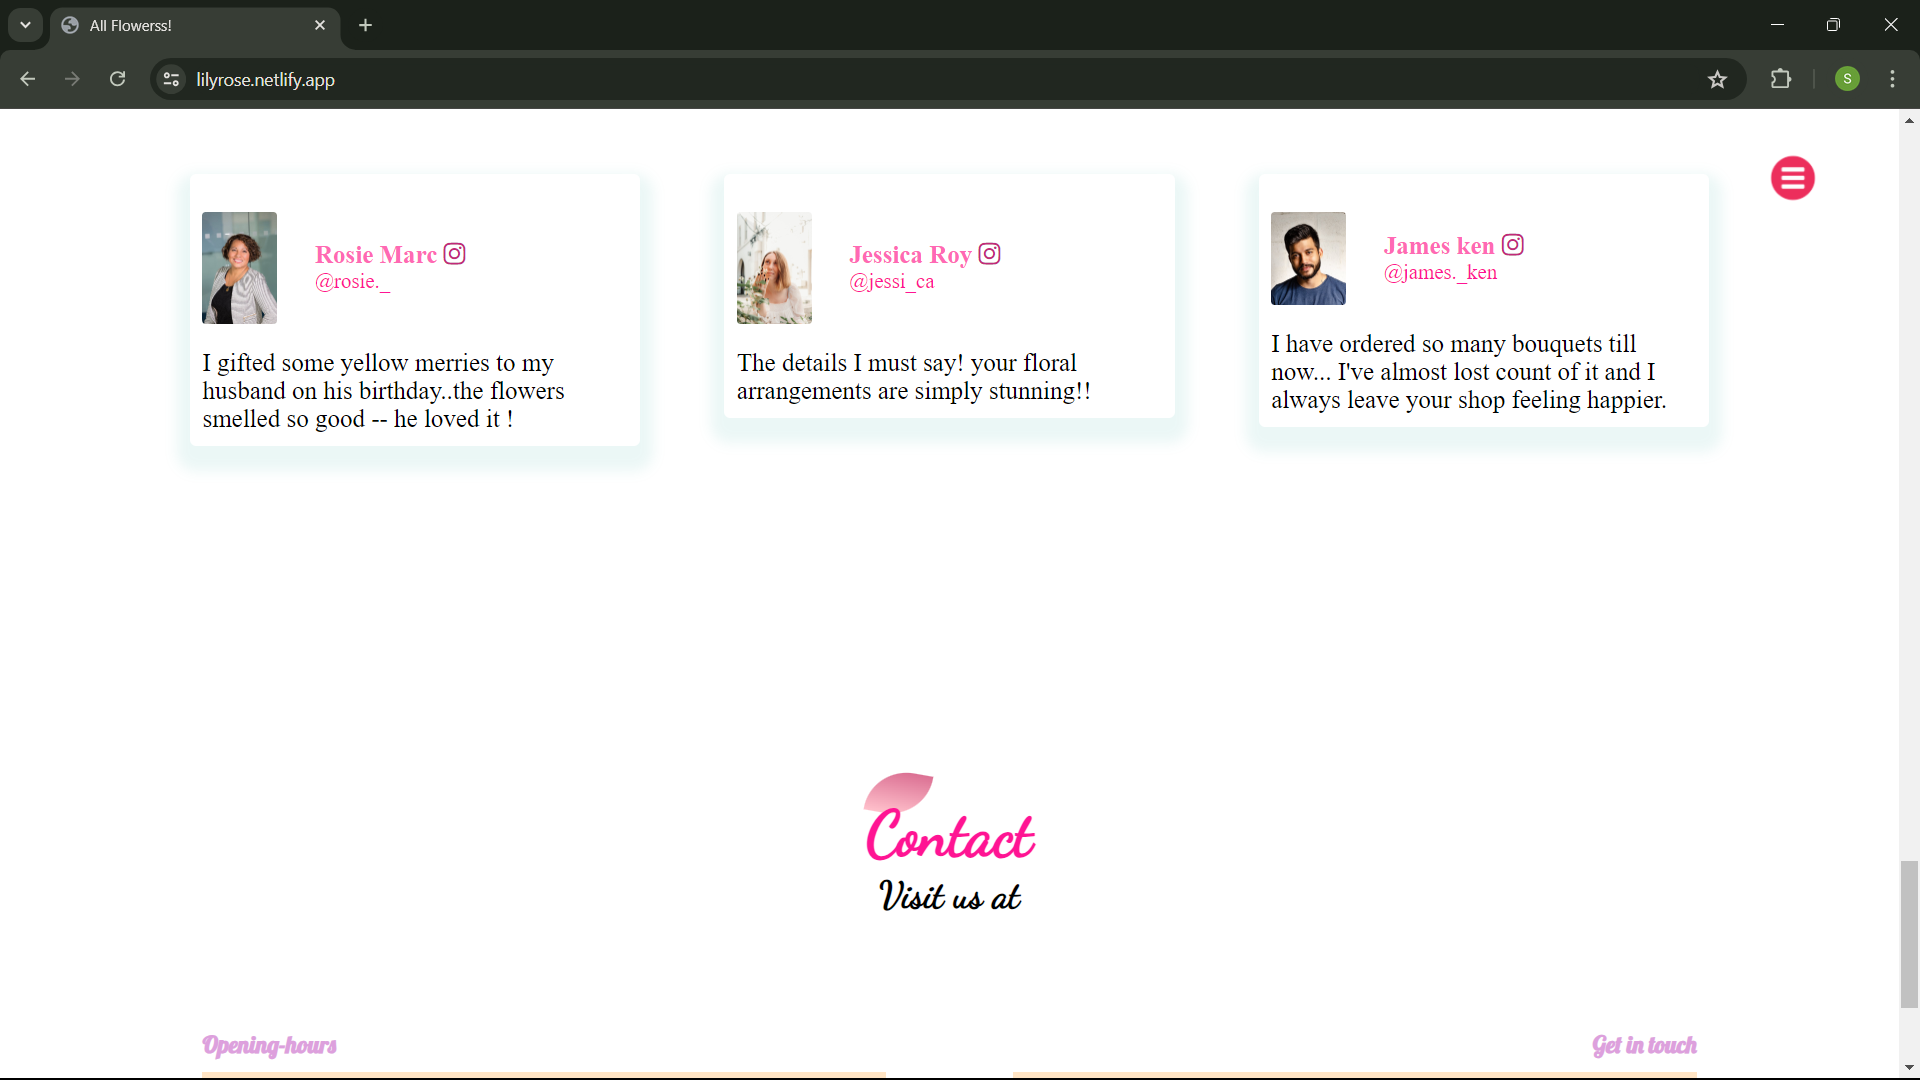 All Flowerss!
lilyrose.netlify.app
S
Rosie Marc
@rosie._
I gifted some yellow merries to my
husband on his birthday..the flowers
smelled so good -- he loved it !
Jessica Roy
@jessi_ca
The details I must say! your floral
arrangements are simply stunning!!
James ken
@james._ken
I have ordered so many bouquets till
now... I've almost lost count of it and I
always leave your shop feeling happier.
Contact
Visit us at
Opening-hours
Get in touch